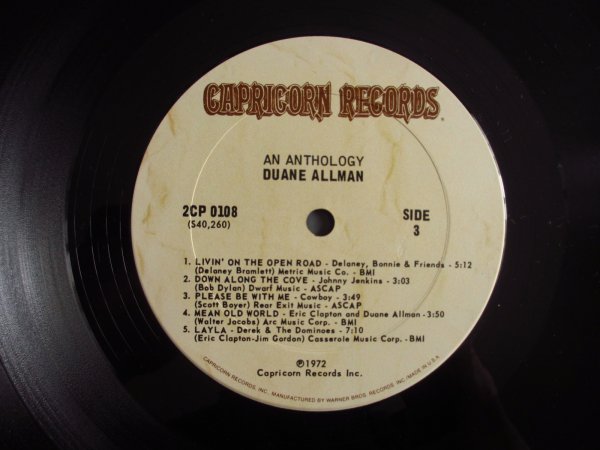 CAPRICORN RECORDS®
AN ANTHOLOGY
DUANE ALLMAN
2CP 0108
(S40,260)
SIDE
3
1. LIVIN' ON THE OPEN ROAD - Delaney, Bonnie & Friends - 5:12
(Delaney Bramlett) Metric Music Co. - BMI
2. DOWN ALONG THE COVE - Johnny Jenkins - 3:03
(Bob Dylan) Dwarf Music - ASCAP
3. PLEASE BE WITH ME - Cowboy - 3:49
(Scott Boyer) Rear Exit Music - ASCAP
4. MEAN OLD WORLD - Eric Clapton and Duane Allman - 3:50
(Walter Jacobs) Arc Music Corp. - BMI
5. LAYLA - Derek & The Dominoes - 7:10
(Eric Clapton-Jim Gordon) Casserole Music Corp. - BMI
℗1972
Capricorn Records Inc.
CAPRICORN RECORDS, INC. MANUFACTURED BY WARNER BROS. RECORDS INC./MADE IN U.S.A.